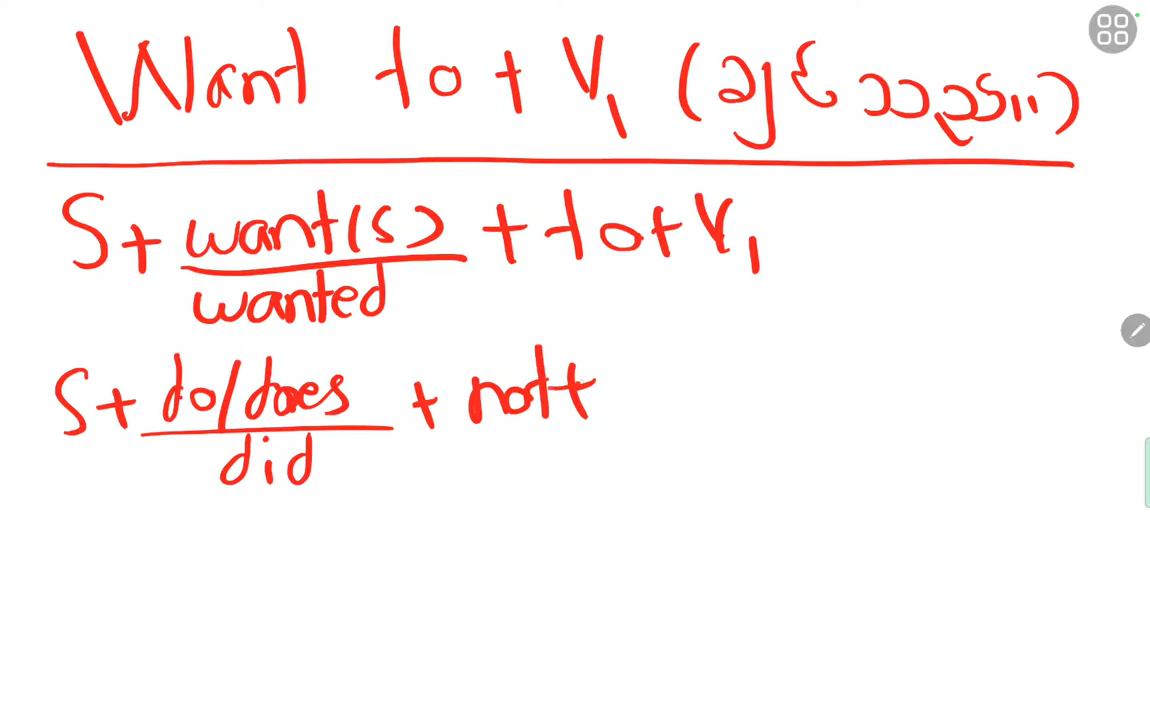 Want to + V1 (
S + want(s) + to + V1
wanted
S + do/does + not +
did